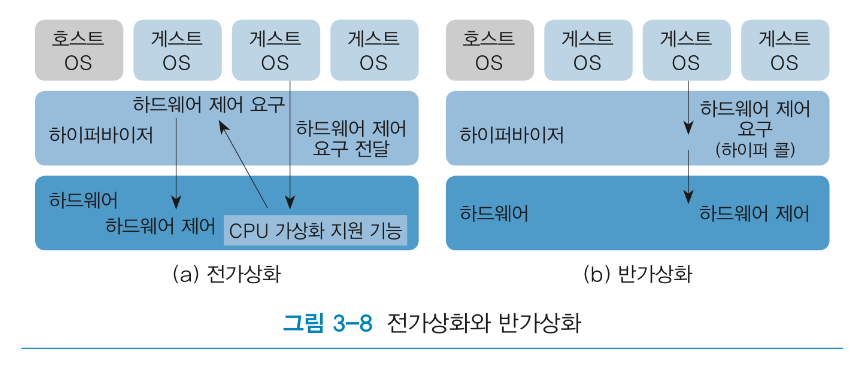 호스트
OS
게스트
OS
게스트
OS
게스트
OS
하드웨어 제어 요구
하이퍼바이저
하드웨어 제어
요구 전달
하드웨어
하드웨어 제어
CPU 가상화 지원 기능
(a) 전가상화
호스트
OS
게스트
OS
게스트
OS
게스트
OS
하이퍼바이저
하드웨어 제어
요구
(하이퍼 콜)
하드웨어
하드웨어 제어
(b) 반가상화
그림 3-8 전가상화와 반가상화